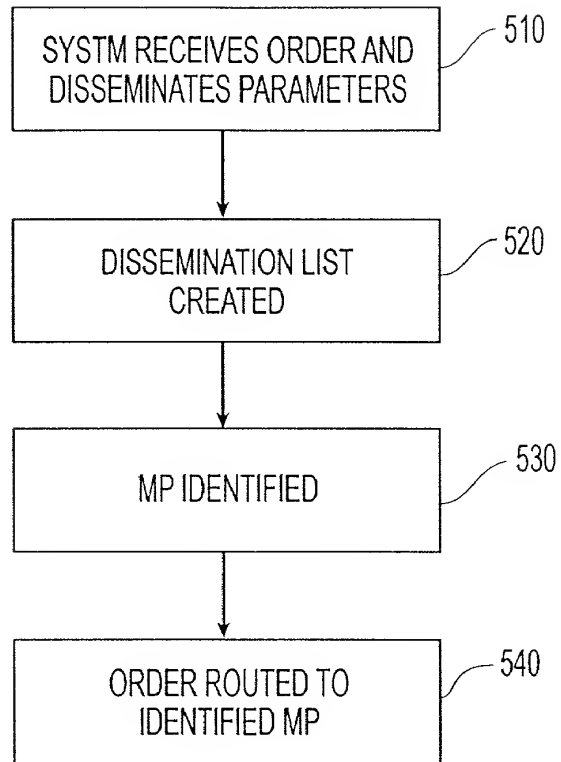 SYSTM RECEIVES ORDER AND
DISSEMINATES PARAMETERS
510
DISSEMINATION LIST
CREATED
520
MP IDENTIFIED
530
ORDER ROUTED TO
IDENTIFIED MP
540